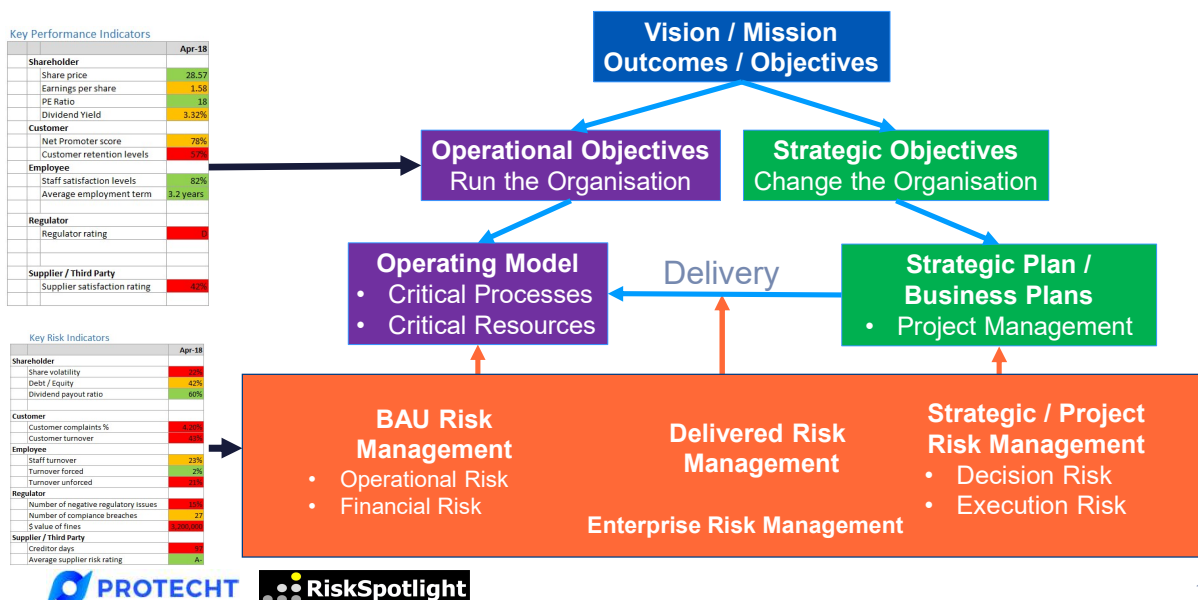 Key Performance Indicators
Apr-18
Shareholder
Share price 28.57
Earnings per share 1.58
PE Ratio 18
Dividend Yield 3.32%
Customer
Net Promoter score 78%
Customer retention levels 57%
Employee
Staff satisfaction levels 82%
Average employment term 3.2 years
Regulator
Regulator rating
Supplier / Third Party
Supplier satisfaction rating 42%
Key Risk Indicators
Apr-18
Shareholder
Share volatility 22%
Debt / Equity 42%
Dividend payout ratio 60%
Customer
Customer complaints % 4.20%
Customer turnover 43%
Employee
Staff turnover 23%
Turnover forced 2%
Turnover unforced 21%
Regulator
Number of negative regulatory issues
Number of compiance breaches 27
$ value of fines
Supplier / Third Party
Creditor days
Average supplier risk rating A-
Vision / Mission
Outcomes / Objectives
Operational Objectives
Run the Organisation
Strategic Objectives
Change the Organisation
Operating Model
• Critical Processes
• Critical Resources
Delivery
Strategic Plan /
Business Plans
• Project Management
BAU Risk
Management
• Operational Risk
• Financial Risk
Delivered Risk
Management
Enterprise Risk Management
Strategic / Project
Risk Management
• Decision Risk
• Execution Risk
PROTECHT
RiskSpotlight